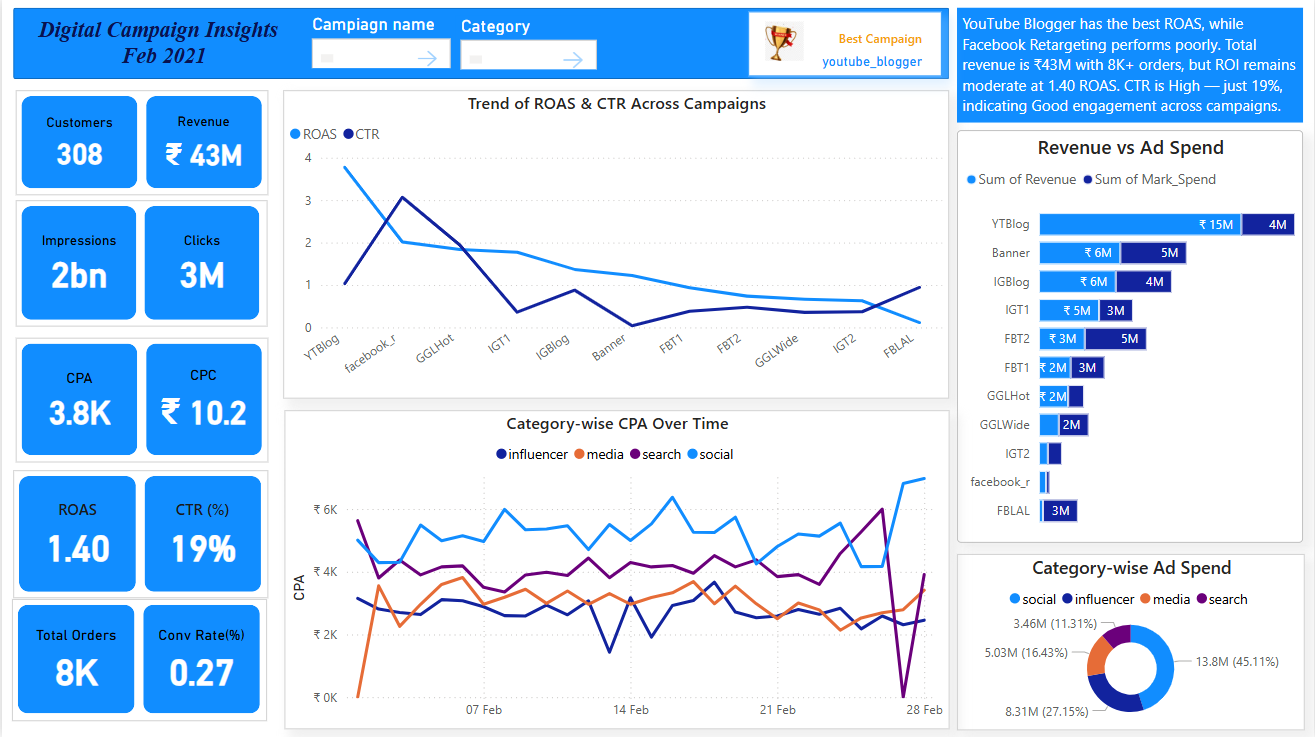 Digital Campaign Insights
Feb 2021
Campiagn name
Category
Best Campaign
youtube_blogger
YouTube Blogger has the best ROAS, while
Facebook Retargeting performs poorly. Total
revenue is ₹43M with 8K+ orders, but ROI remains
moderate at 1.40 ROAS. CTR is High — just 19%,
indicating Good engagement across campaigns.
Customers
308
Revenue
₹ 43M
Impressions
2bn
Clicks
3M
CPA
3.8K
CPC
₹ 10.2
ROAS
1.40
CTR (%)
19%
Total Orders
8K
Conv Rate(%)
0.27
Trend of ROAS & CTR Across Campaigns
ROAS CTR
4
3
2
1
0
YTBlog
facebook_r
GGLHot
IGT1
IGBlog
Banner
FBT1
FBT2
GGLWide
IGT2
FBLAL
Category-wise CPA Over Time
influencer media search social
CPA
₹ 6K
₹ 4K
₹ 2K
₹ 0K
07 Feb
14 Feb
21 Feb
28 Feb
Revenue vs Ad Spend
Sum of Revenue Sum of Mark_Spend
YTBlog ₹ 15M 4M
Banner ₹ 6M 5M
IGBlog ₹ 6M 4M
IGT1 ₹ 5M 3M
FBT2 ₹ 3M 5M
FBT1 ₹ 2M 3M
GGLHot ₹ 2M
GGLWide 2M
IGT2
facebook_r
FBLAL 3M
Category-wise Ad Spend
social influencer media search
3.46M (11.31%)
5.03M (16.43%)
13.8M (45.11%)
8.31M (27.15%)